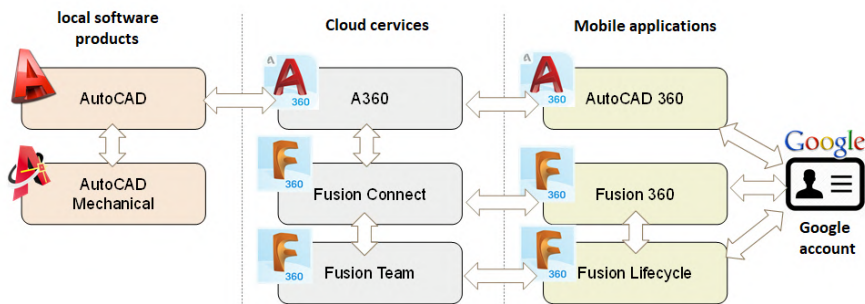 local software
products
Cloud cervices
Mobile applications
AutoCAD
a
360
A360
a
360
AutoCAD 360
Google
AutoCAD
Mechanical
360
Fusion Connect
360
Fusion 360
Google
account
360
Fusion Team
360
Fusion Lifecycle